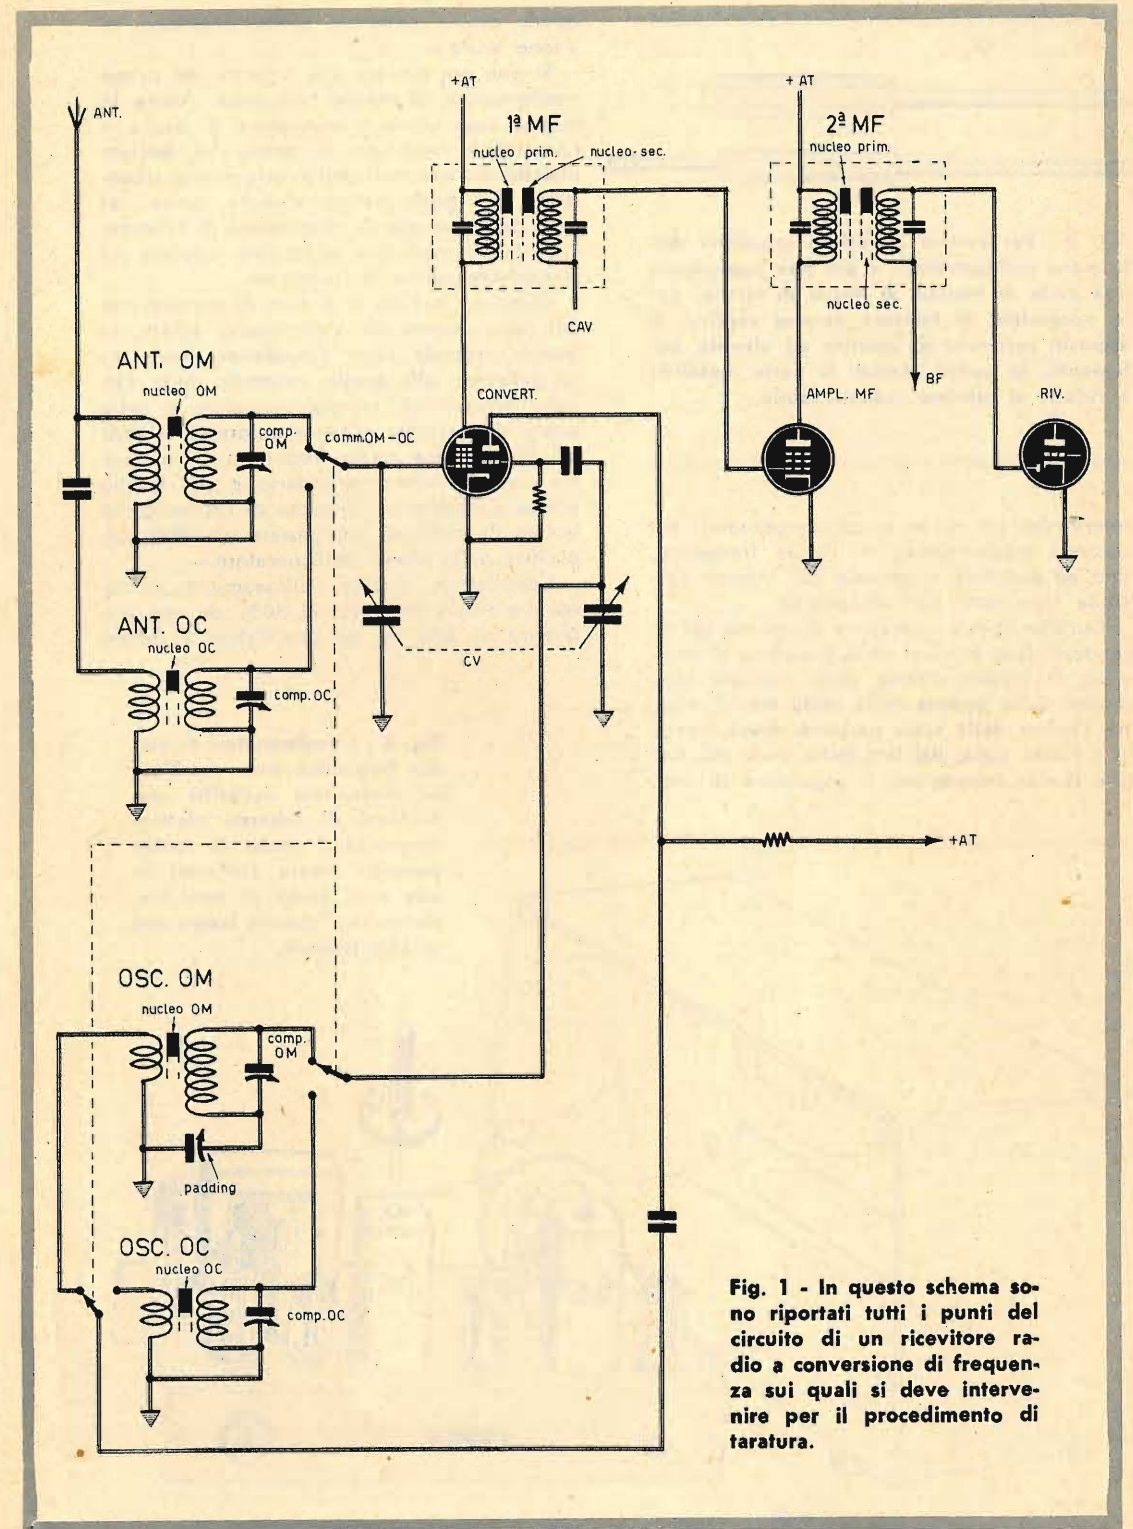 +AT
+ AT
ANT.
1ª MF
2ª MF
nucleo prim.
nucleo-sec.
nucleo prim.
nucleo sec.
CAV
BF
ANT. OM
nucleo OM
comp. OM
comm.OM-OC
CONVERT.
AMPL. MF
RIV.
ANT. OC
nucleo OC
comp. OC
CV
+AT
OSC. OM
nucleo OM
comp. OM
padding
OSC. OC
nucleo OC
comp. OC
Fig. 1 - In questo schema so-
no riportati tutti i punti del
circuito di un ricevitore ra-
dio a conversione di frequen-
za sui quali si deve interve-
nire per il procedimento di
taratura.